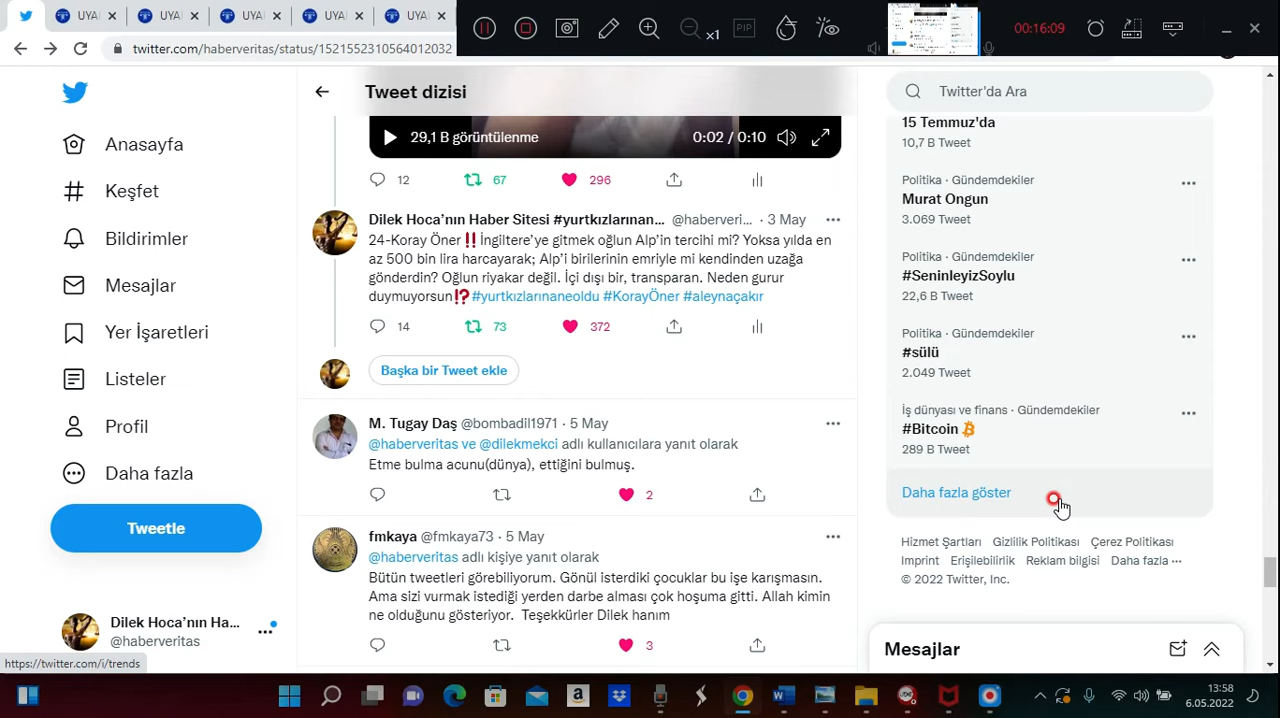 x1
PIP
00:16:09
twitter.com/haberveritas/status/1521552310504012032
Tweet dizisi
Twitter'da Ara
Anasayfa
Keşfet
Bildirimler
Mesajlar
Yer İşaretleri
Listeler
Profil
Daha fazla
Tweetle
Dilek Hoca’nın Ha...
@haberveritas
https://twitter.com/i/trends
29,1 B görüntülenme
0:02 / 0:10
12 67 296
Dilek Hoca’nın Haber Sitesi #yurtkızlarınan... @haberveri... · 3 May
24-Koray Öner ‼ İngiltere’ye gitmek oğlun Alp’in tercihi mi? Yoksa yılda en
az 500 bin lira harcayarak; Alp’i birilerinin emriyle mi kendinden uzağa
gönderdin? Oğlun riyakar değil. İçi dışı bir, transparan. Neden gurur
duymuyorsun⁉ #yurtkızlarınaneoldu #KorayÖner #aleynaçakır
14 73 372
Başka bir Tweet ekle
M. Tugay Daş @bombadil1971 · 5 May
@haberveritas ve @dilekmekci adlı kullanıcılara yanıt olarak
Etme bulma acunu(dünya), ettiğini bulmuş.
2
fmkaya @fmkaya73 · 5 May
@haberveritas adlı kişiye yanıt olarak
Bütün tweetleri görebiliyorum. Gönül isterdiki çocuklar bu işe karışmasın.
Ama sizi vurmak istediği yerden darbe alması çok hoşuma gitti. Allah kimin
ne olduğunu gösteriyor. Teşekkürler Dilek hanım
3
15 Temmuz'da
10,7 B Tweet
Politika · Gündemdekiler
Murat Ongun
3.069 Tweet
Politika · Gündemdekiler
#SeninleyizSoylu
22,6 B Tweet
Politika · Gündemdekiler
#sülü
2.049 Tweet
İş dünyası ve finans · Gündemdekiler
#Bitcoin
289 B Tweet
Daha fazla göster
Hizmet Şartları Gizlilik Politikası Çerez Politikası
Imprint Erişilebilirlik Reklam bilgisi Daha fazla ···
© 2022 Twitter, Inc.
Mesajlar
13:58
6.05.2022